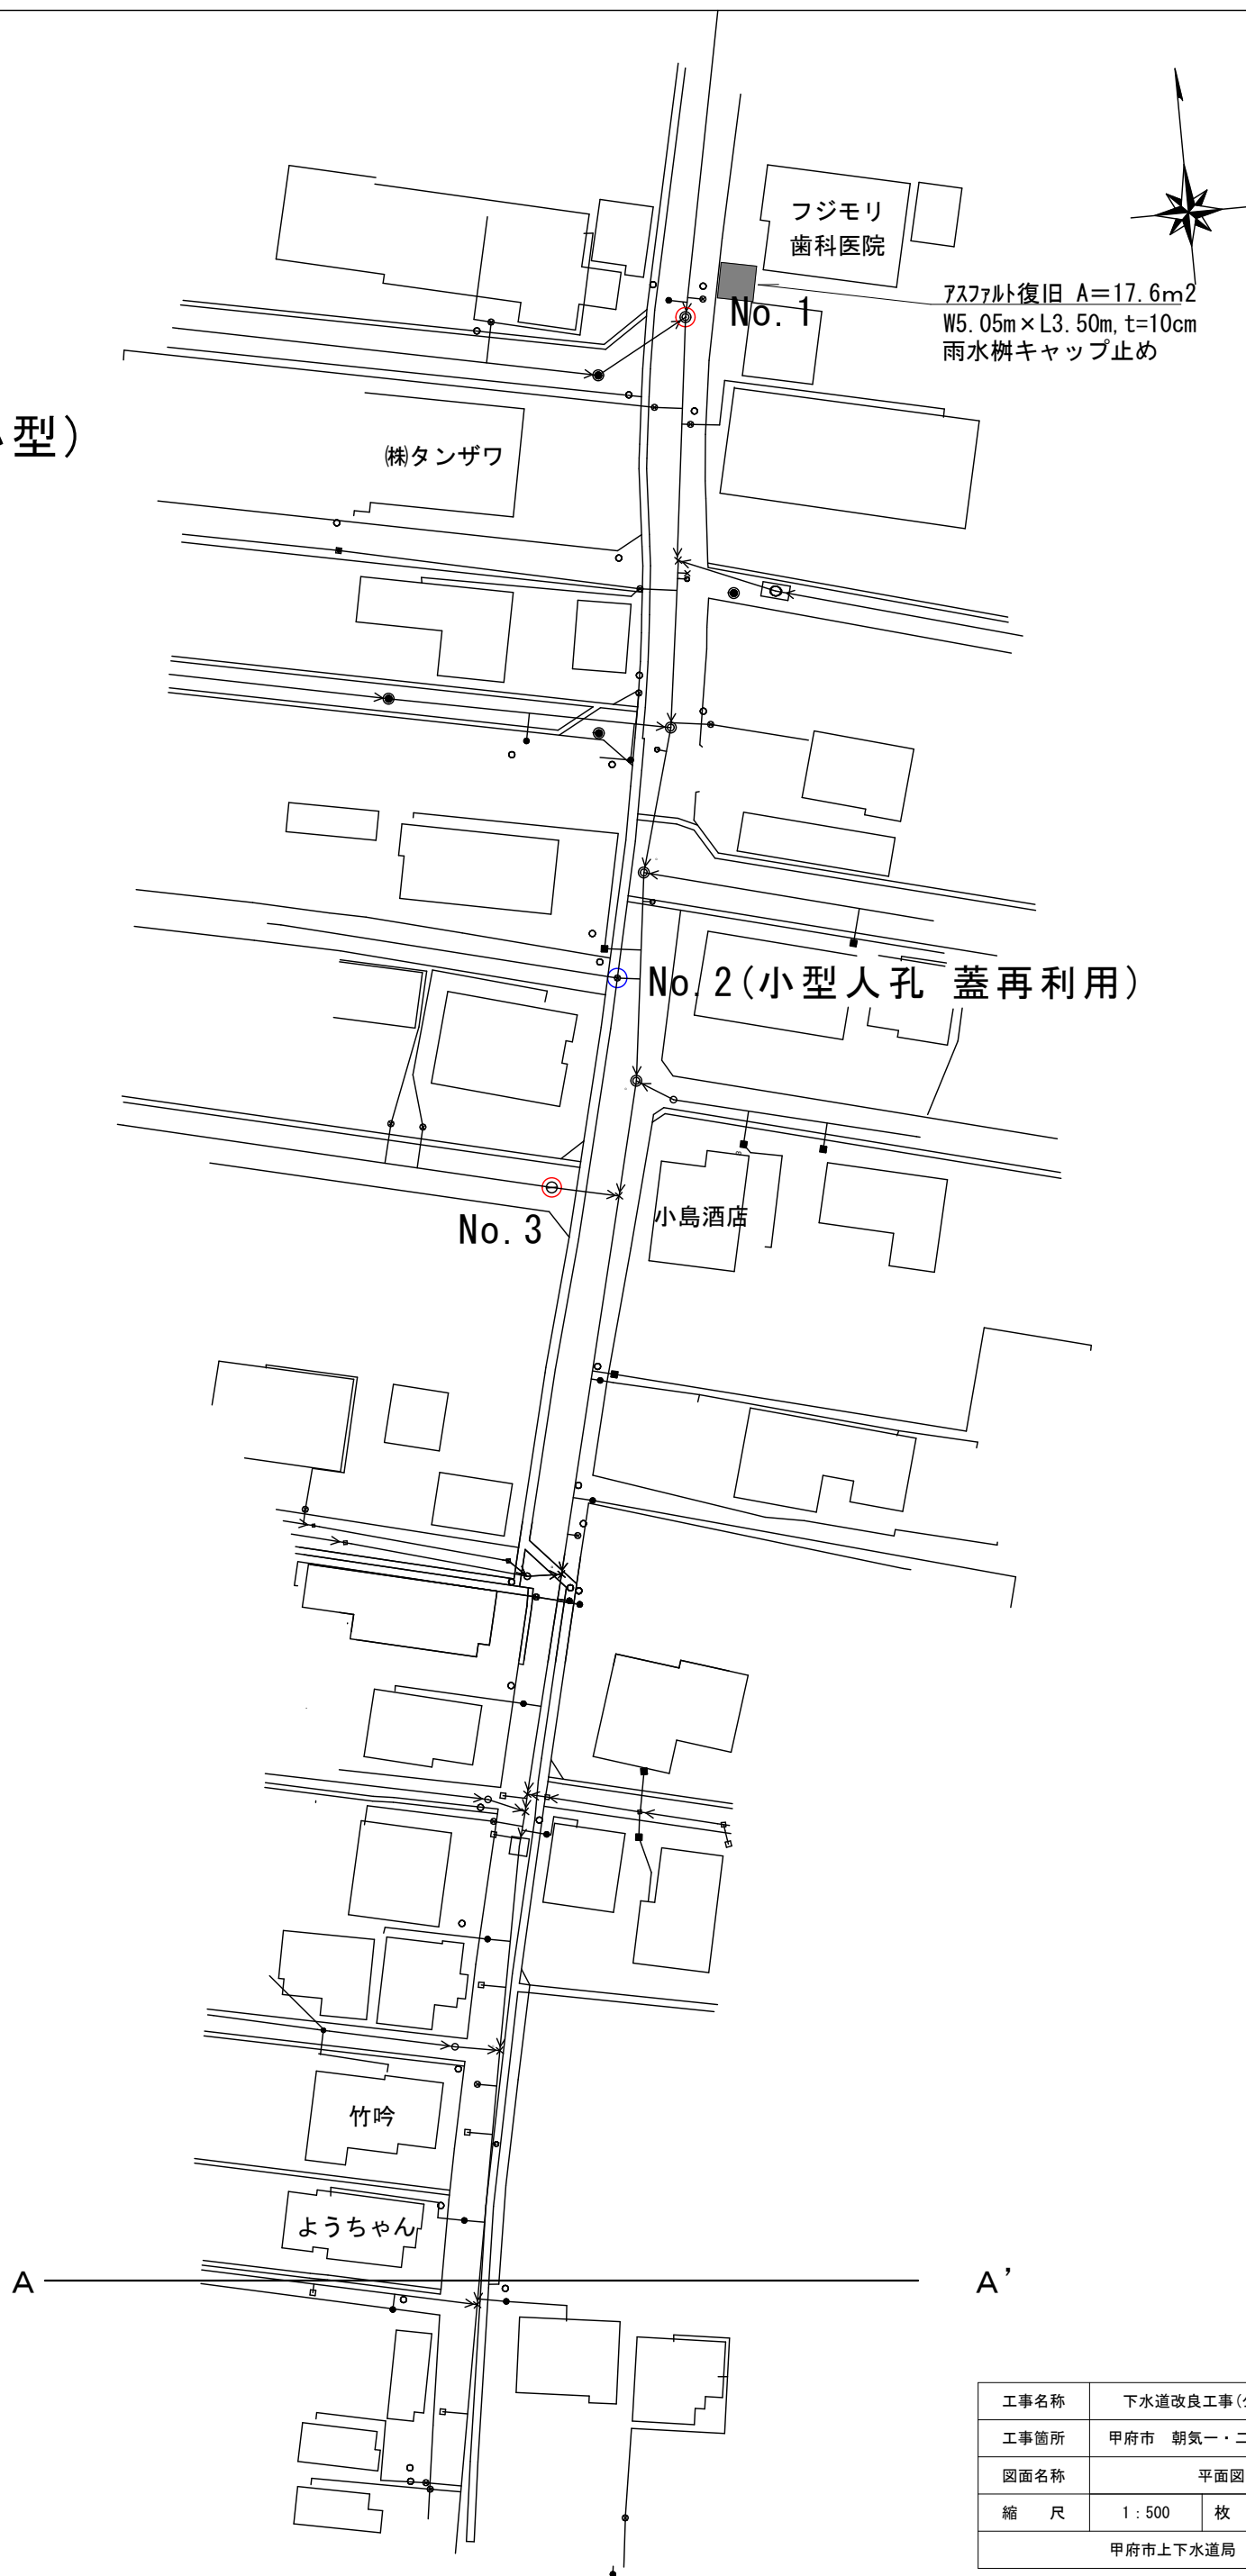 フジモリ
歯科医院
ｱｽﾌｧﾙﾄ復旧 A＝17.6m2
W5.05m×L3.50m,t=10cm
雨水桝キャップ止め
No.1
型）
㈱タンザワ
No.2(小型人孔 蓋再利用)
No.3
小島酒店
竹吟
ようちゃん
A
A'
工事名称 下水道改良工事(
工事箇所 甲府市 朝気一・二
図面名称 平面図
縮 尺 1：500 枚
甲府市上下水道局